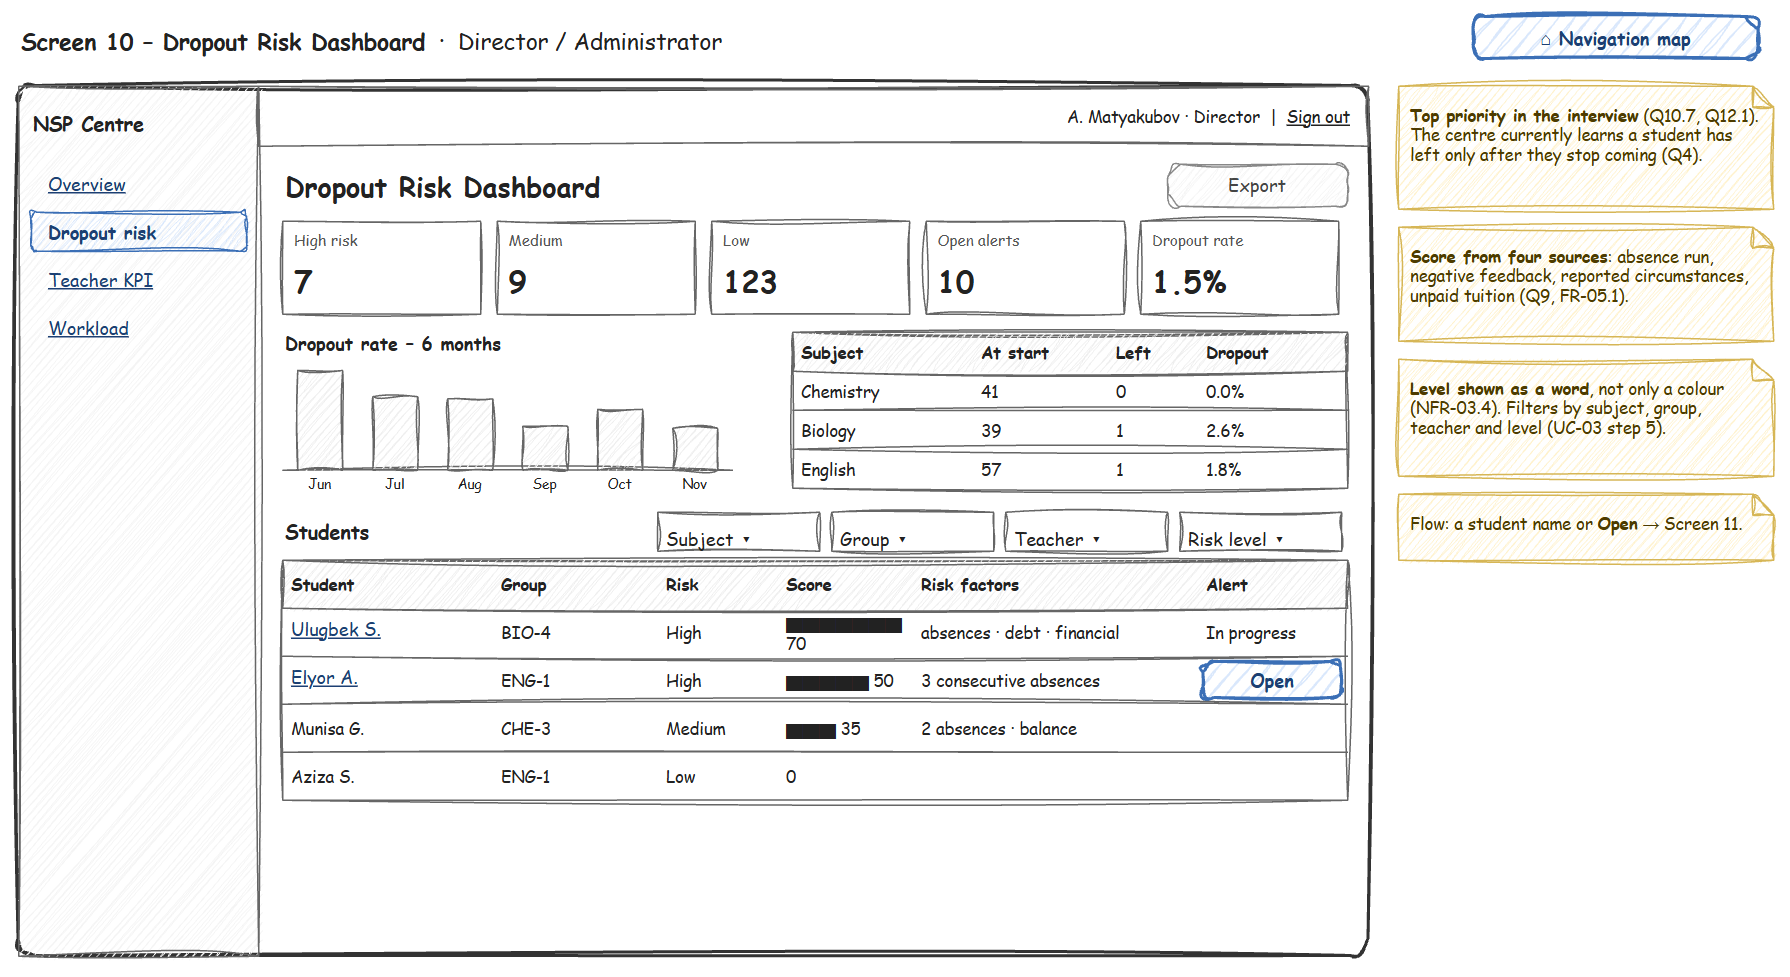 Screen 10 – Dropout Risk Dashboard · Director / Administrator
⌂ Navigation map
NSP Centre
A. Matyakubov · Director | Sign out
Overview
Dropout risk
Teacher KPI
Workload
Dropout Risk Dashboard
Export
High risk
7
Medium
9
Low
123
Open alerts
10
Dropout rate
1.5%
Dropout rate – 6 months
Jun Jul Aug Sep Oct Nov
Subject At start Left Dropout
Chemistry 41 0 0.0%
Biology 39 1 2.6%
English 57 1 1.8%
Students
Subject ▾
Group ▾
Teacher ▾
Risk level ▾
Student Group Risk Score Risk factors Alert
Ulugbek S. BIO-4 High 70 absences · debt · financial In progress
Elyor A. ENG-1 High 50 3 consecutive absences Open
Munisa G. CHE-3 Medium 35 2 absences · balance
Aziza S. ENG-1 Low 0
Top priority in the interview (Q10.7, Q12.1).
The centre currently learns a student has
left only after they stop coming (Q4).
Score from four sources: absence run,
negative feedback, reported circumstances,
unpaid tuition (Q9, FR-05.1).
Level shown as a word, not only a colour
(NFR-03.4). Filters by subject, group,
teacher and level (UC-03 step 5).
Flow: a student name or Open → Screen 11.